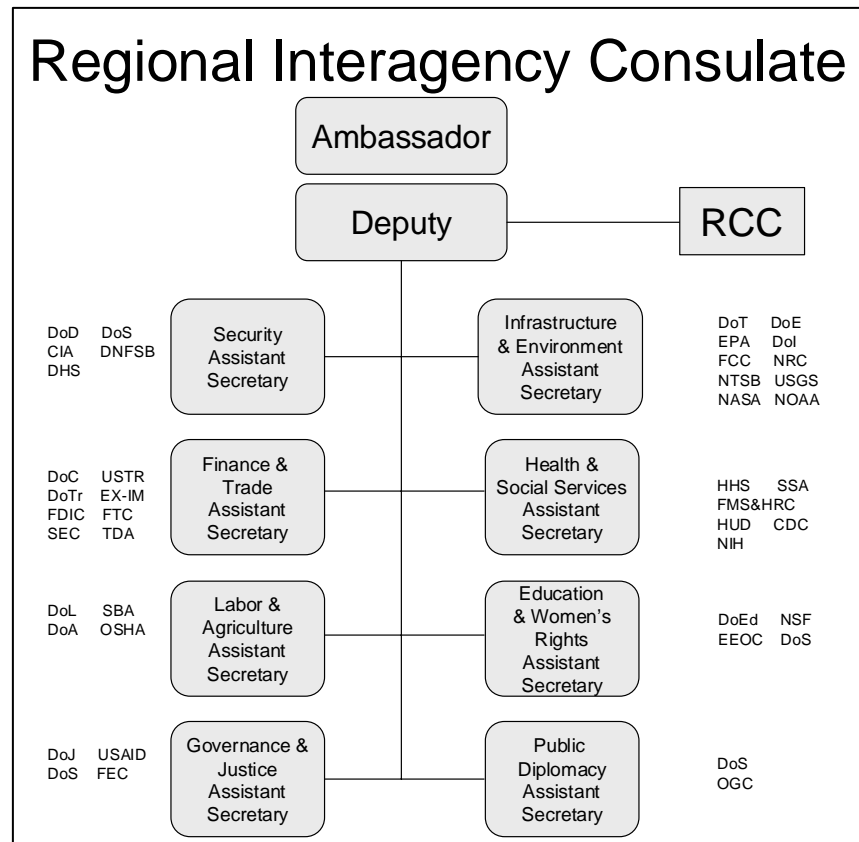 Regional Interagency Consulate
Ambassador
Deputy
RCC
DoD DoS
CIA DNFSB
DHS
Security
Assistant
Secretary
Infrastructure
& Environment
Assistant
Secretary
DoT DoE
EPA DoI
FCC NRC
NTSB USGS
NASA NOAA
DoC USTR
DoTr EX-IM
FDIC FTC
SEC TDA
Finance &
Trade
Assistant
Secretary
Health &
Social Services
Assistant
Secretary
HHS SSA
FMS&HRC
HUD CDC
NIH
DoL SBA
DoA OSHA
Labor &
Agriculture
Assistant
Secretary
Education
& Women's
Rights
Assistant
Secretary
DoEd NSF
EEOC DoS
DoJ USAID
DoS FEC
Governance &
Justice
Assistant
Secretary
Public
Diplomacy
Assistant
Secretary
DoS
OGC